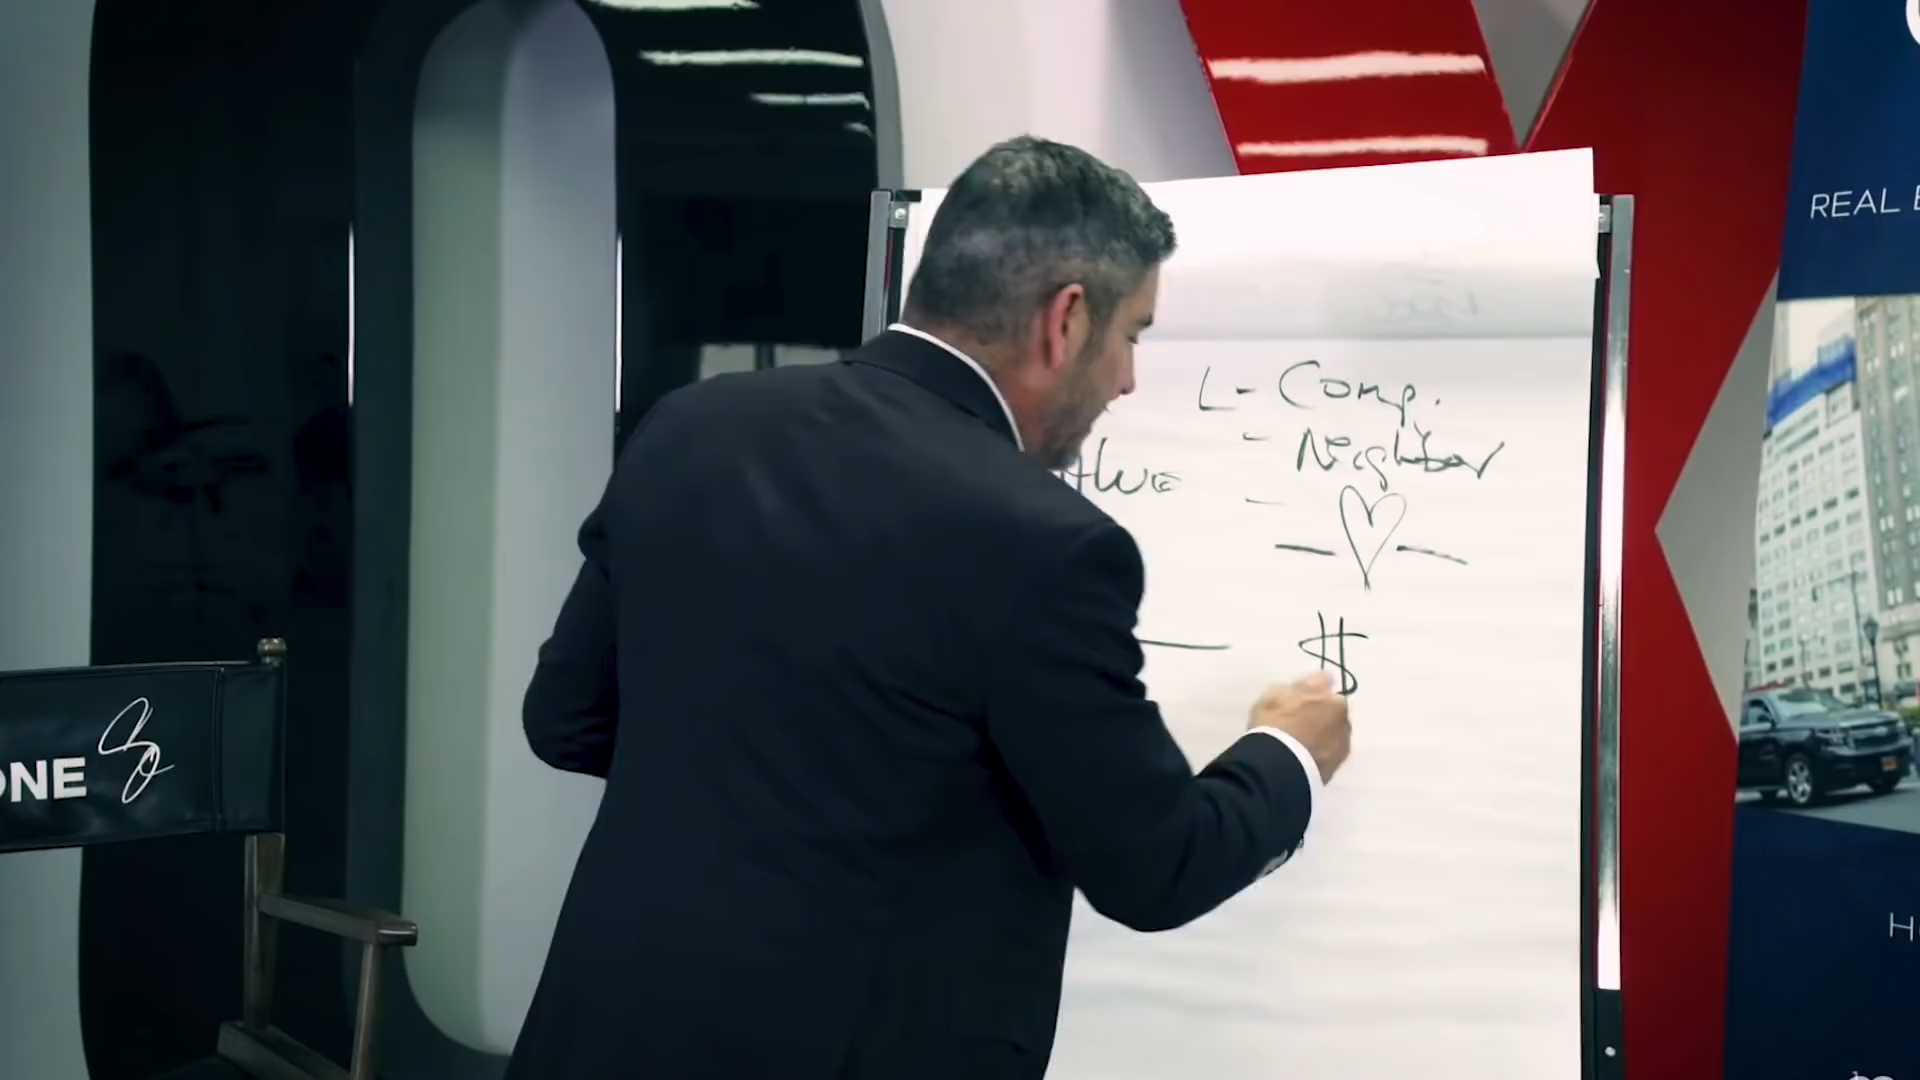 L- Comp.
- Neighbor
-
$
REAL
ONE